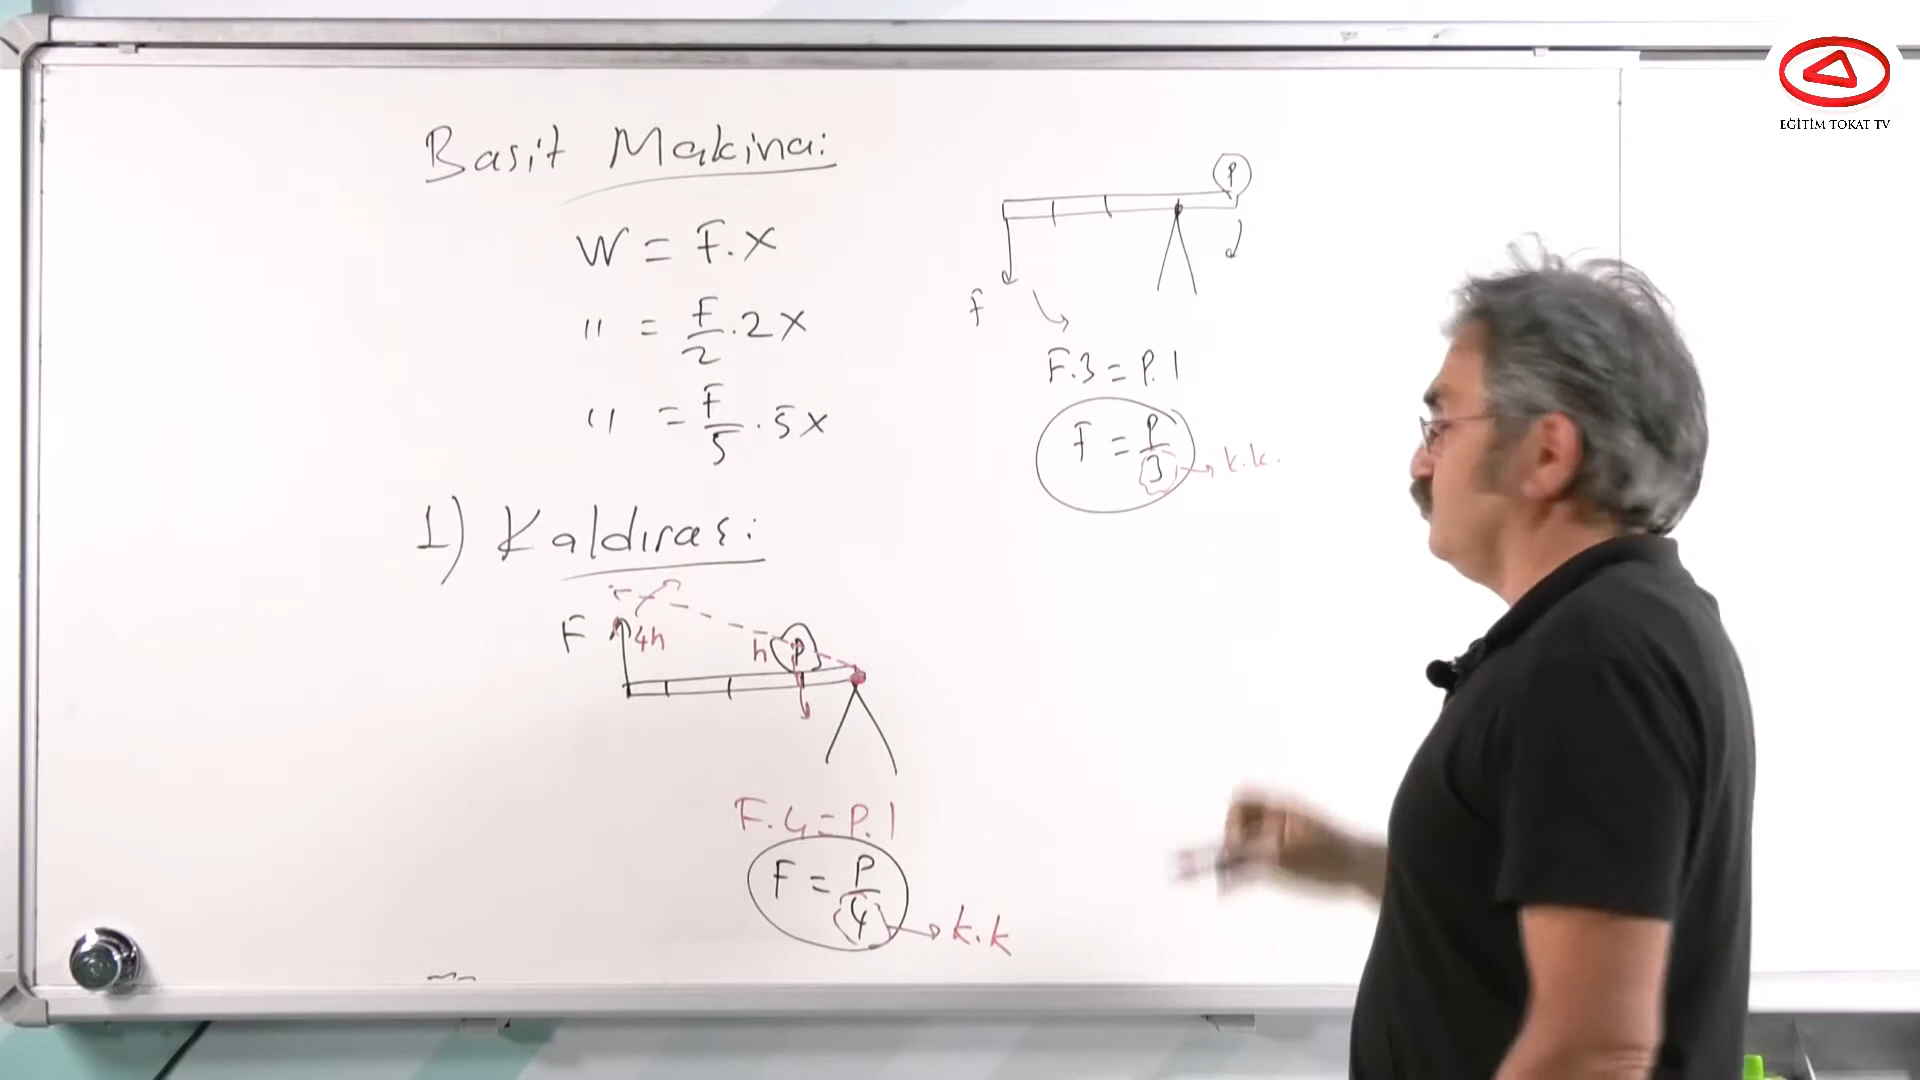 Basit Makina:
W = F.X
" = F/2 . 2X
" = F/5 . 5X
1) Kaldıraç:
F
4h
h
P
F.4=P.1
F = P/4 → k.k
P
F
F.3=P.1
F = P/3 → k.k.
EĞİTİM TOKAT TV